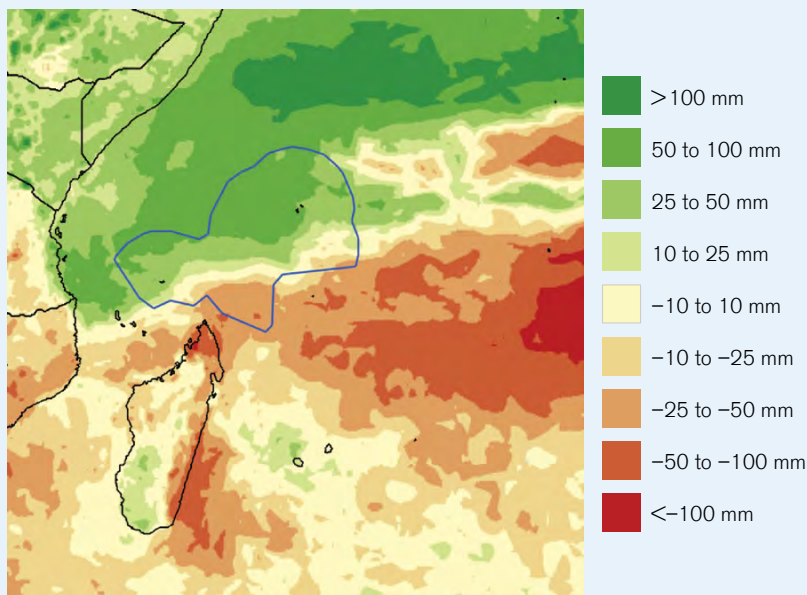 >100 mm
50 to 100 mm
25 to 50 mm
10 to 25 mm
−10 to 10 mm
−10 to −25 mm
−25 to −50 mm
−50 to −100 mm
<−100 mm